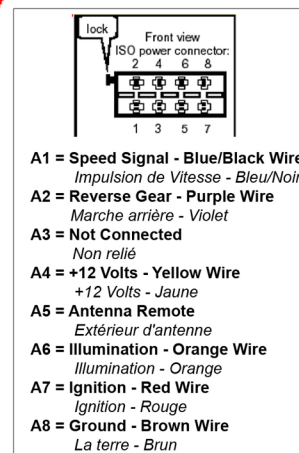 lock
Front view
ISO power connector:
2 4 6 8
1 3 5 7
A1 = Speed Signal - Blue/Black Wire
Impulsion de Vitesse - Bleu/Noir
A2 = Reverse Gear - Purple Wire
Marche arrière - Violet
A3 = Not Connected
Non relié
A4 = +12 Volts - Yellow Wire
+12 Volts - Jaune
A5 = Antenna Remote
Extérieur d'antenne
A6 = Illumination - Orange Wire
Illumination - Orange
A7 = Ignition - Red Wire
Ignition - Rouge
A8 = Ground - Brown Wire
La terre - Brun